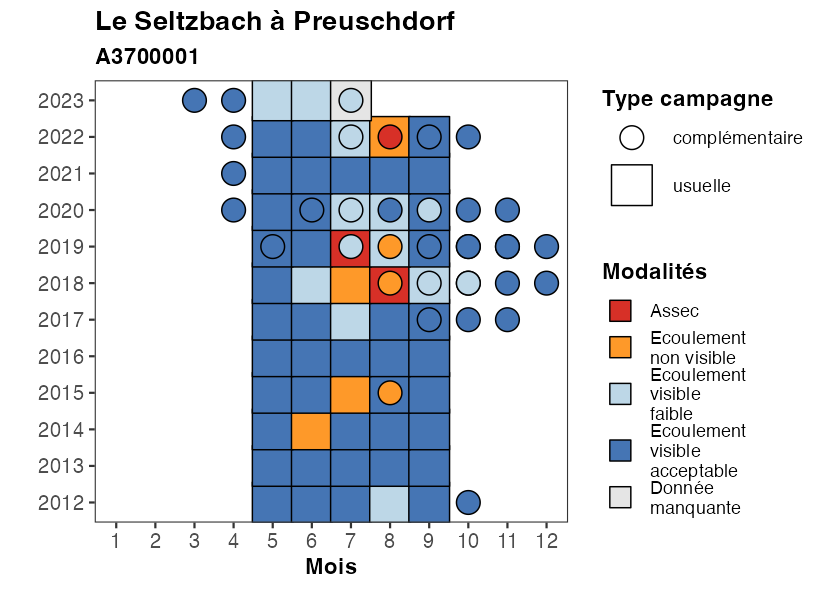 Le Seltzbach à Preuschdorf
A3700001
2023
2022
2021
2020
2019
2018
2017
2016
2015
2014
2013
2012
1 2 3 4 5 6 7 8 9 10 11 12
Mois
Type campagne
complémentaire
usuelle
Modalités
Assec
Ecoulement
non visible
Ecoulement
visible
faible
Ecoulement
visible
acceptable
Donnée
manquante